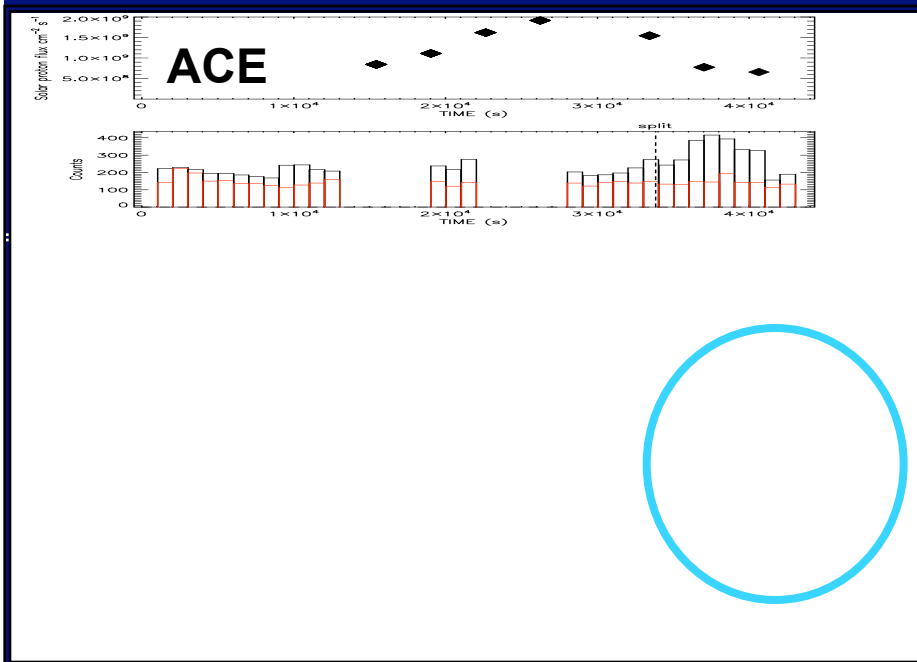 Solar proton flux cm⁻² s⁻¹
2.0×10⁹
1.5×10⁹
1.0×10⁹
5.0×10⁸
ACE
0 1×10⁴ 2×10⁴ 3×10⁴ 4×10⁴
TIME (s)
split
Counts
400
300
200
100
0
0 1×10⁴ 2×10⁴ 3×10⁴ 4×10⁴
TIME (s)